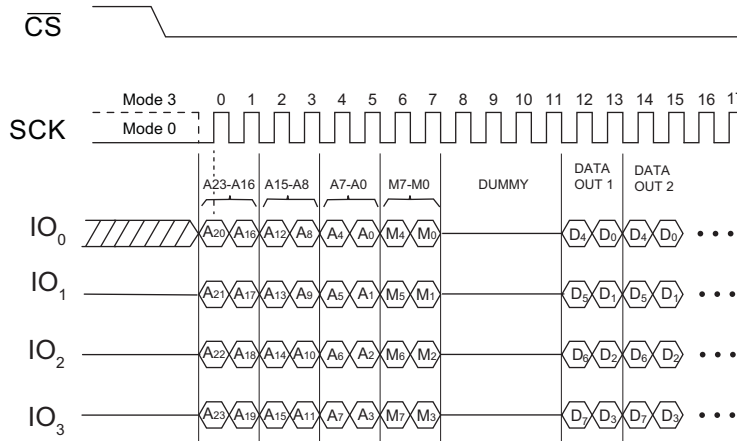 CS
Mode 3 0 1 2 3 4 5 6 7 8 9 10 11 12 13 14 15 16 17
SCK Mode 0
A23-A16 A15-A8 A7-A0 M7-M0 DUMMY DATA OUT 1 DATA OUT 2
IO0 A20 A16 A12 A8 A4 A0 M4 M0 D4 D0 D4 D0 • • •
IO1 A21 A17 A13 A9 A5 A1 M5 M1 D5 D1 D5 D1 • • •
IO2 A22 A18 A14 A10 A6 A2 M6 M2 D6 D2 D6 D2 • • •
IO3 A23 A19 A15 A11 A7 A3 M7 M3 D7 D3 D7 D3 • • •